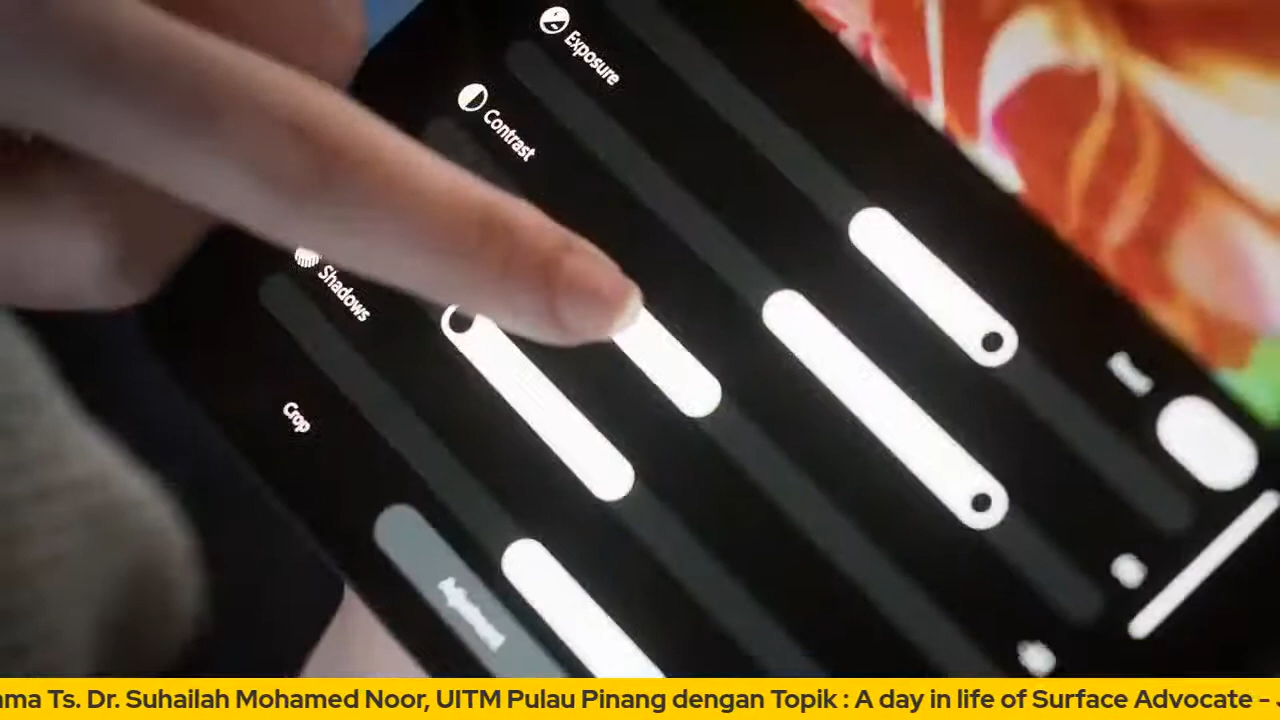 Exposure
Contrast
Shadows
Crop
Adjustment
Ts. Dr. Suhailah Mohamed Noor, UITM Pulau Pinang dengan Topik : A day in life of Surface Advocate -